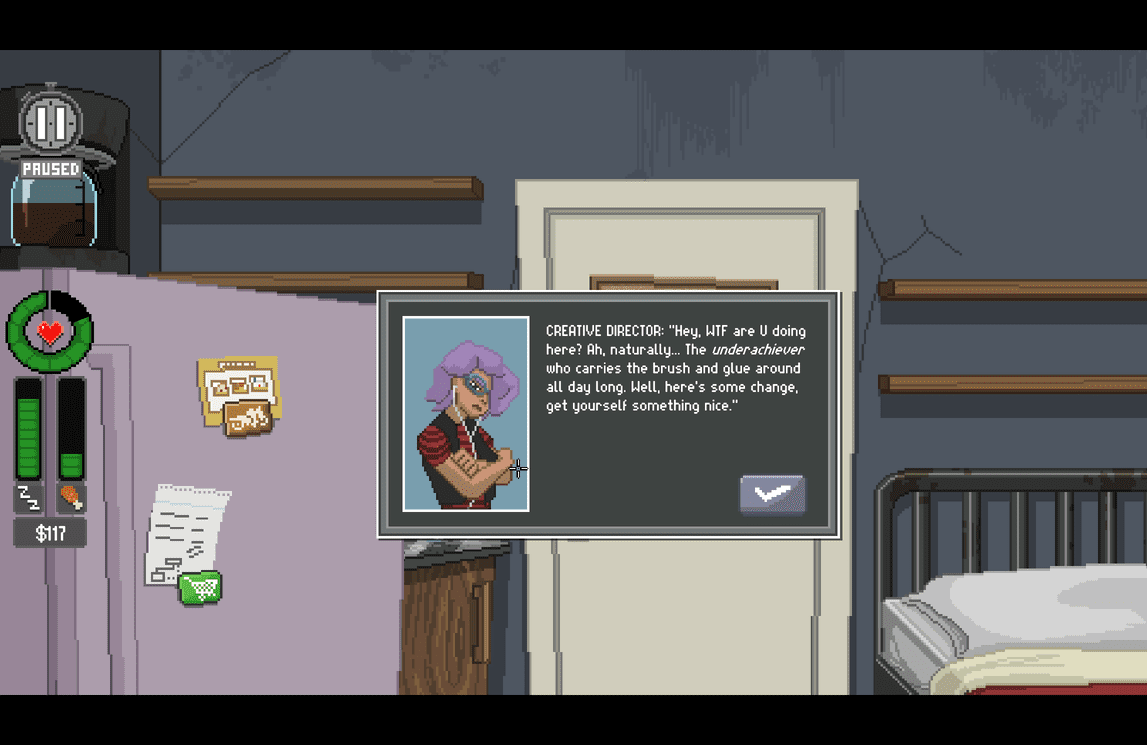 PAUSED
CREATIVE DIRECTOR: "Hey, WTF are U doing
here? Ah, naturally... The underachiever
who carries the brush and glue around
all day long. Well, here's some change,
get yourself something nice."
$117